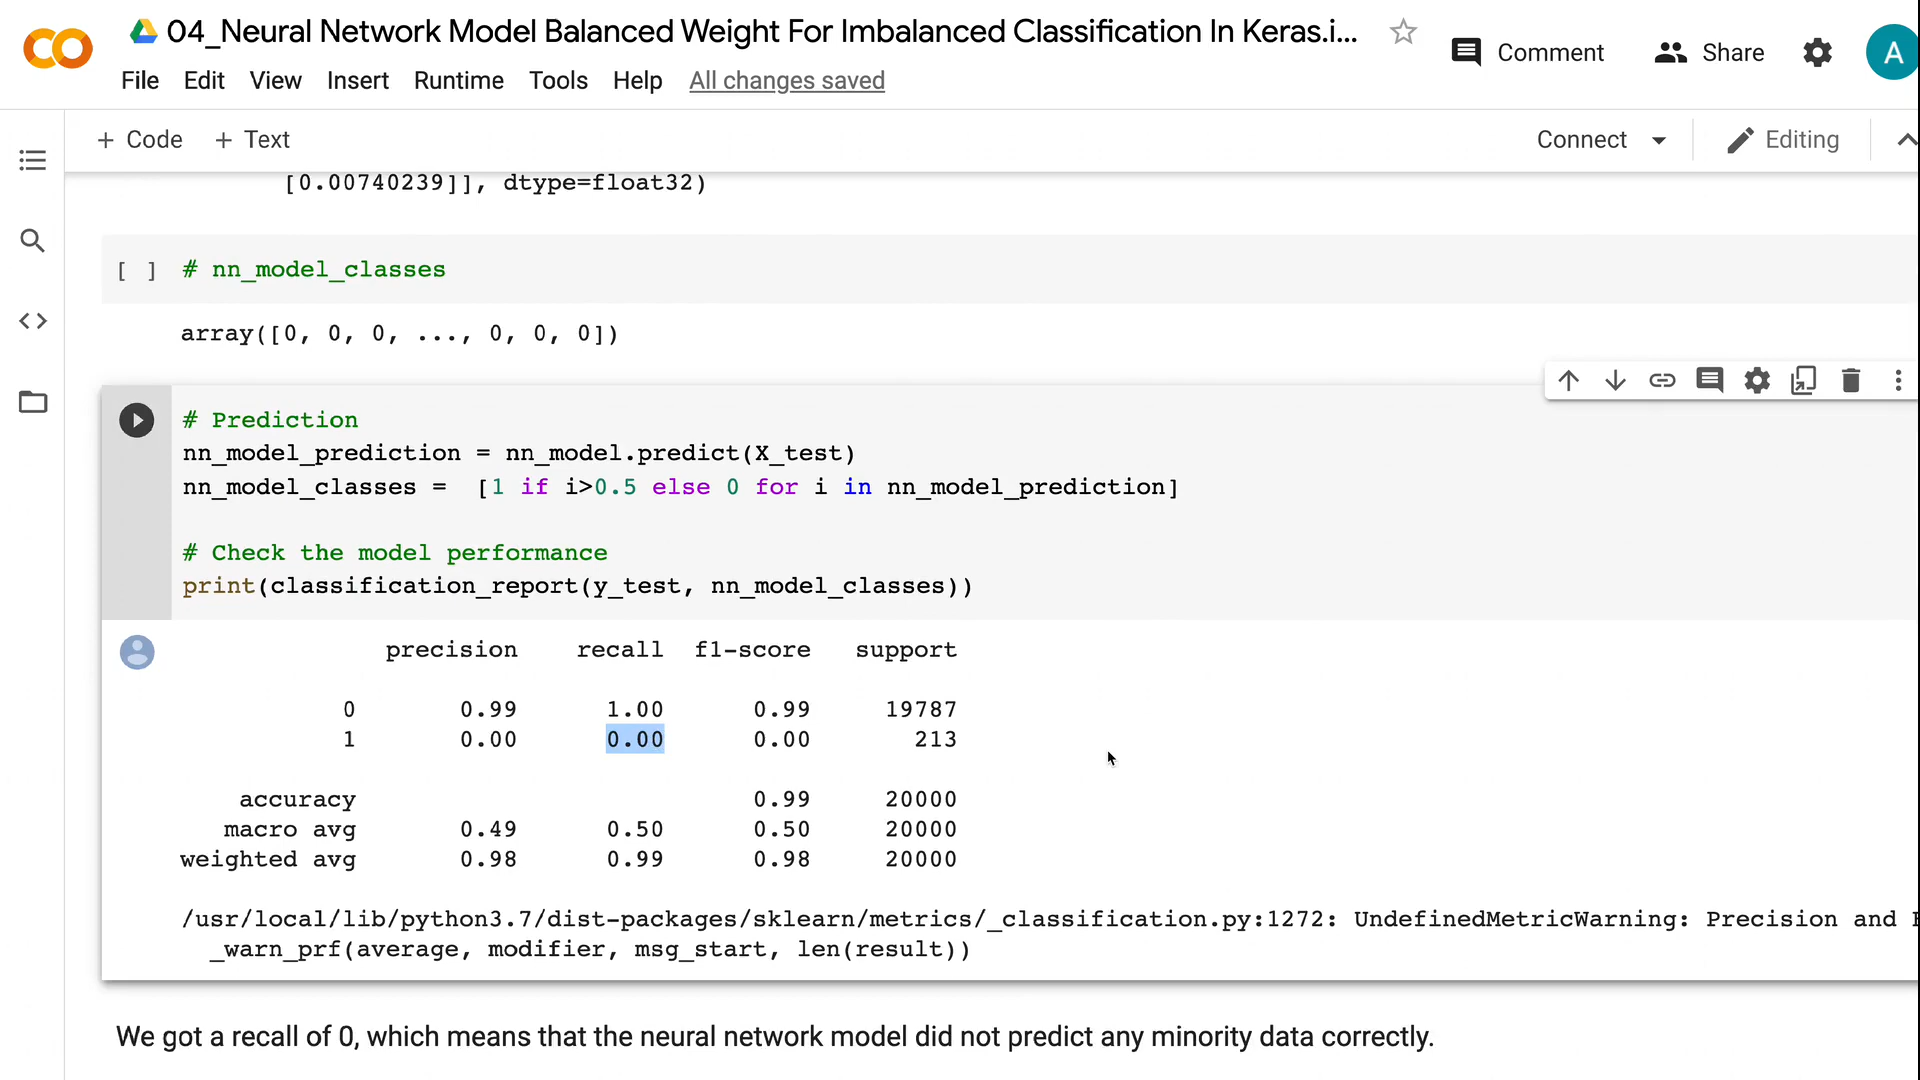 04_Neural Network Model Balanced Weight For Imbalanced Classification In Keras.i...
Comment
Share
A
File Edit View Insert Runtime Tools Help All changes saved
+ Code + Text
Connect
Editing
[0.00740239]], dtype=float32)
[ ] # nn_model_classes
array([0, 0, 0, ..., 0, 0, 0])
# Prediction
nn_model_prediction = nn_model.predict(X_test)
nn_model_classes =  [1 if i>0.5 else 0 for i in nn_model_prediction]
# Check the model performance
print(classification_report(y_test, nn_model_classes))
precision recall f1-score support
0 0.99 1.00 0.99 19787
1 0.00 0.00 0.00 213
accuracy 0.99 20000
macro avg 0.49 0.50 0.50 20000
weighted avg 0.98 0.99 0.98 20000
/usr/local/lib/python3.7/dist-packages/sklearn/metrics/_classification.py:1272: UndefinedMetricWarning: Precision and
_warn_prf(average, modifier, msg_start, len(result))
We got a recall of 0, which means that the neural network model did not predict any minority data correctly.